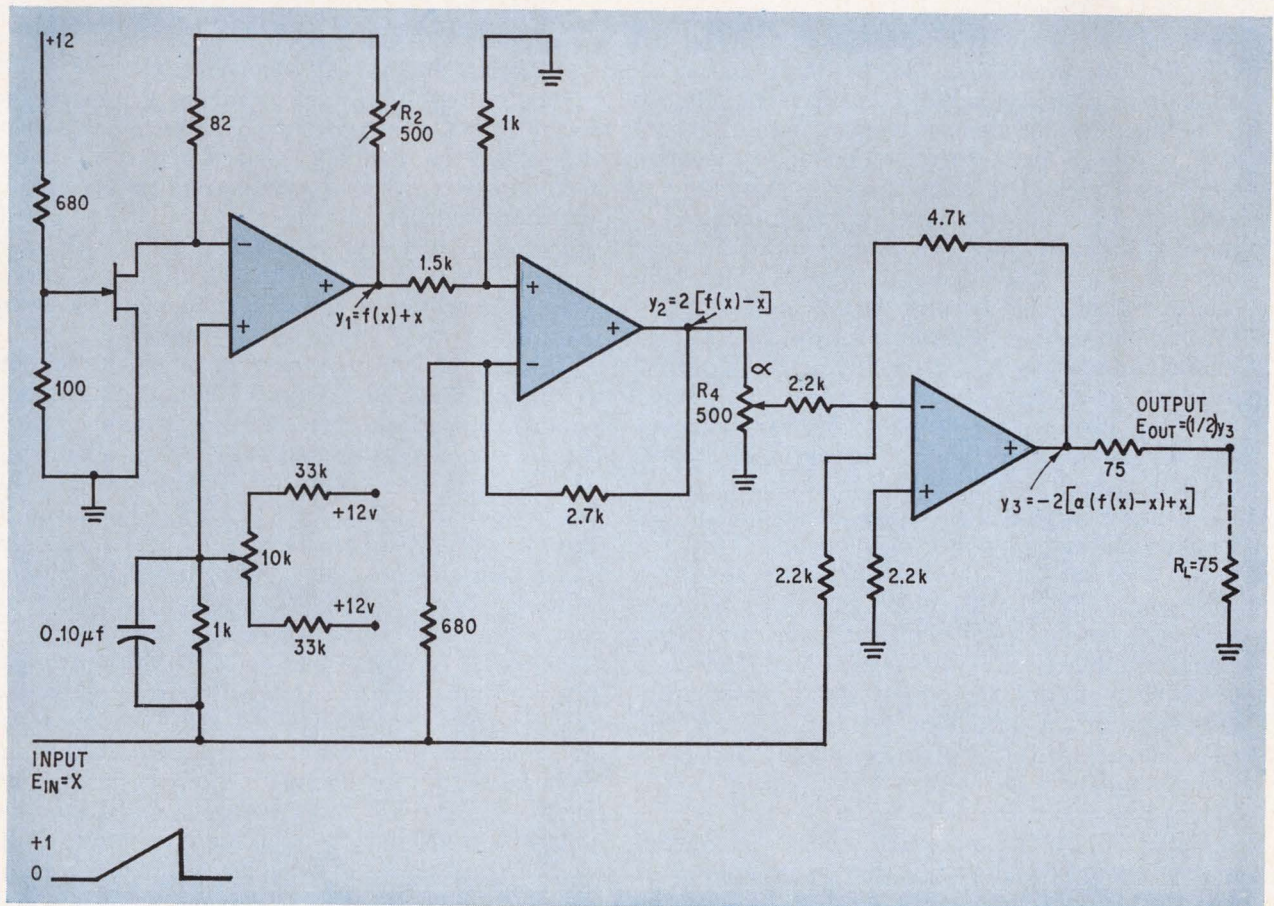 +12
82
R2
500
1k
680
100
1.5k
y1=f(x)+x
y2=2[f(x)-x]
4.7k
∝
R4
500
2.2k
OUTPUT
EOUT=(1/2)y3
75
y3=-2[α(f(x)-x)+x]
33k
+12v
10k
+12v
33k
2.7k
0.10µf
1k
680
2.2k
2.2k
RL=75
INPUT
EIN=X
+1
0
−
+
+
+
−
+
−
+
+